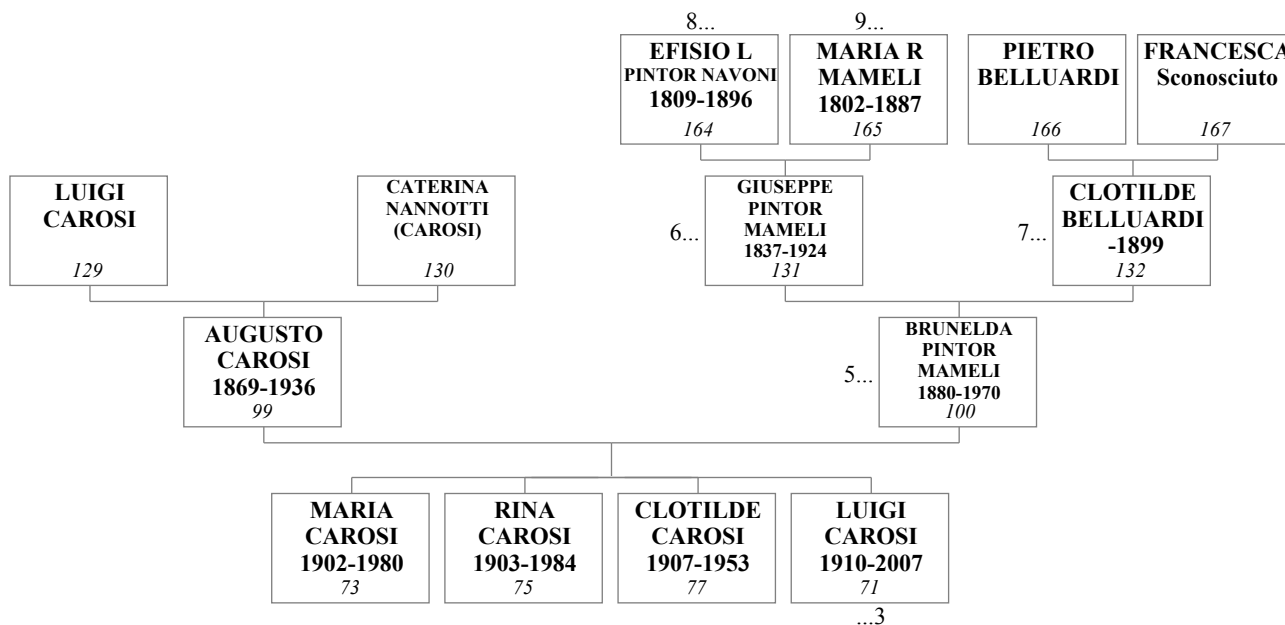 8...
9...
EFISIO L
PINTOR NAVONI
1809-1896
164
MARIA R
MAMELI
1802-1887
165
PIETRO
BELLUARDI
166
FRANCESCA
Sconosciuto
167
LUIGI
CAROSI
129
CATERINA
NANNOTTI
(CAROSI)
130
6...
GIUSEPPE
PINTOR
MAMELI
1837-1924
131
7...
CLOTILDE
BELLUARDI
-1899
132
AUGUSTO
CAROSI
1869-1936
99
5...
BRUNELDA
PINTOR
MAMELI
1880-1970
100
MARIA
CAROSI
1902-1980
73
RINA
CAROSI
1903-1984
75
CLOTILDE
CAROSI
1907-1953
77
LUIGI
CAROSI
1910-2007
71
...3